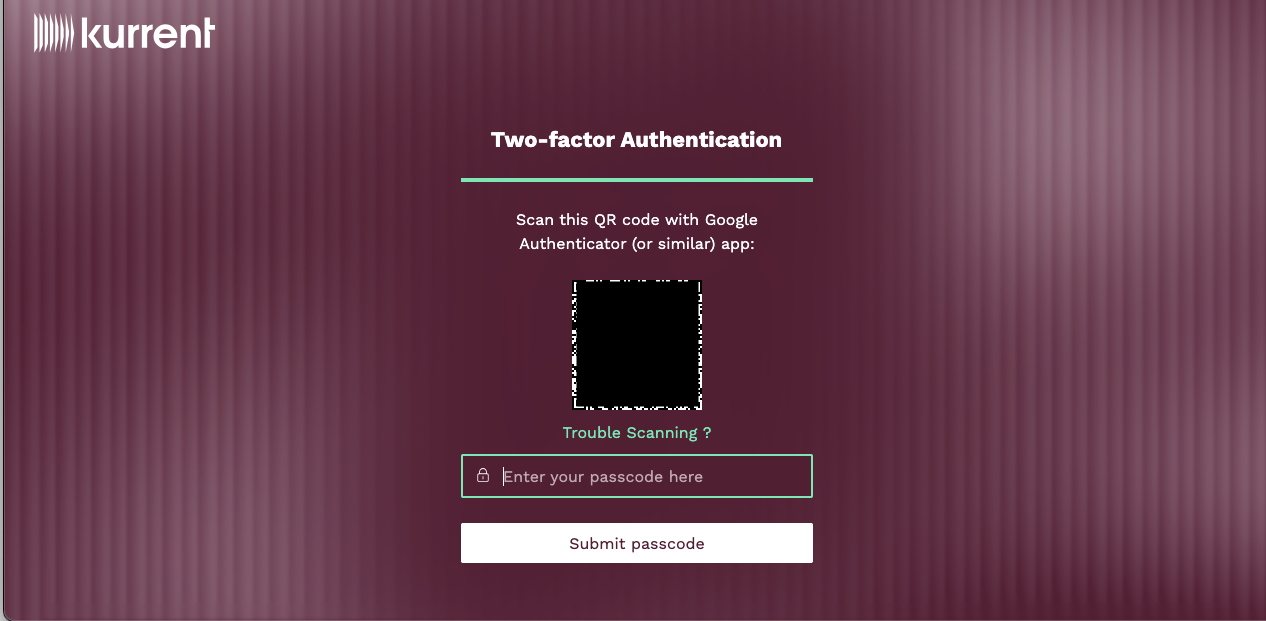 kurrent
Two-factor Authentication
Scan this QR code with Google
Authenticator (or similar) app:
Trouble Scanning ?
Enter your passcode here
Submit passcode